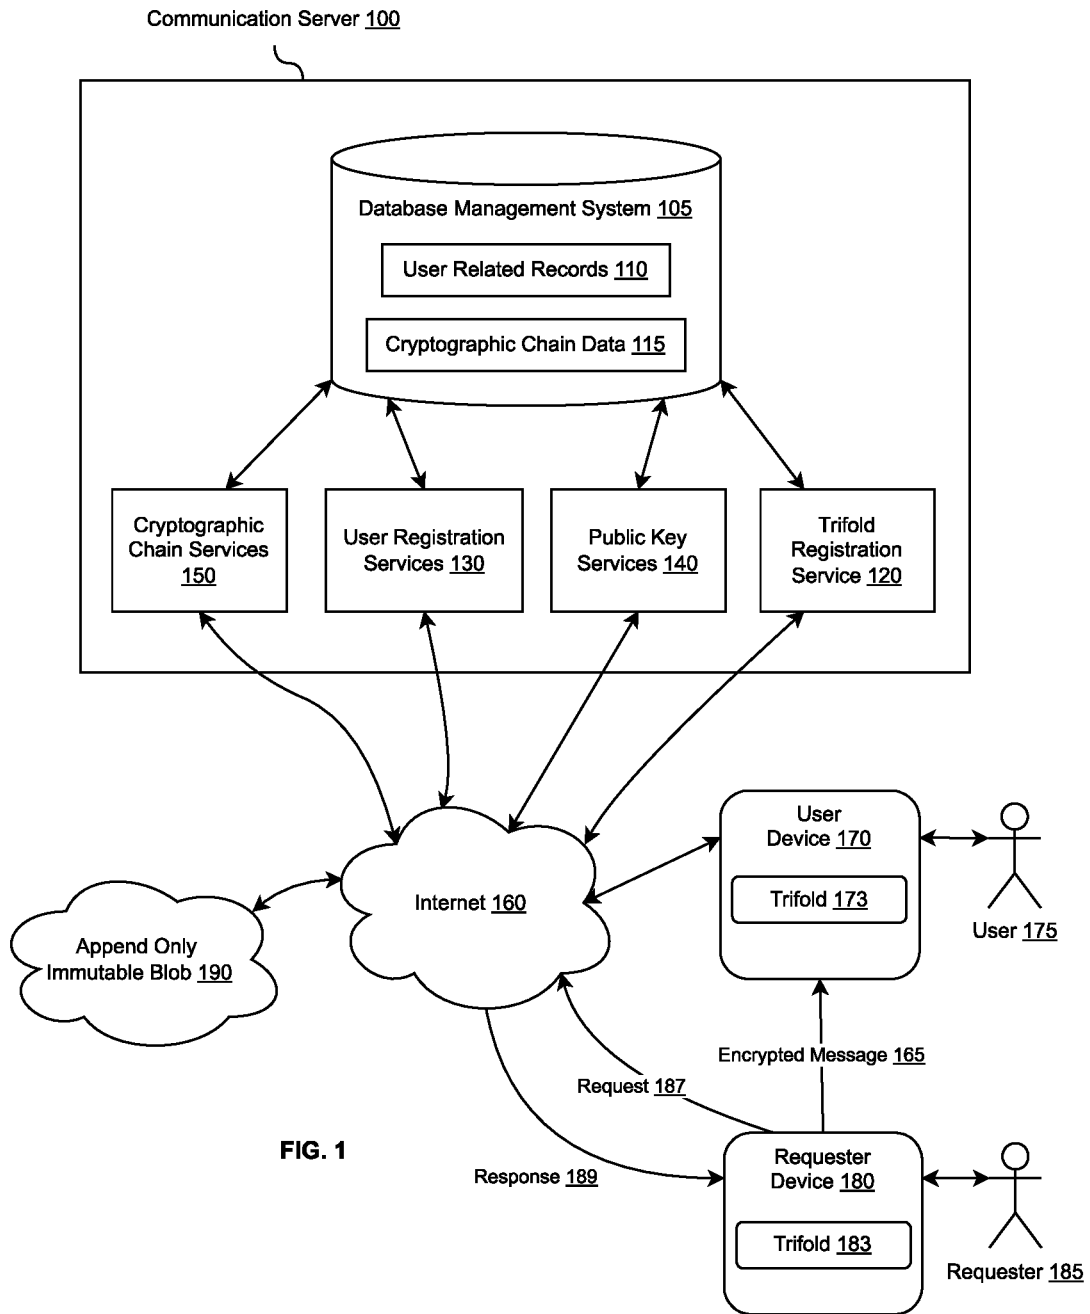 Communication Server 100
Database Management System 105
User Related Records 110
Cryptographic Chain Data 115
Cryptographic
Chain Services
150
User Registration
Services 130
Public Key
Services 140
Trifold
Registration
Service 120
Internet 160
Append Only
Immutable Blob 190
User
Device 170
Trifold 173
User 175
Encrypted Message 165
Request 187
Response 189
FIG. 1
Requester
Device 180
Trifold 183
Requester 185